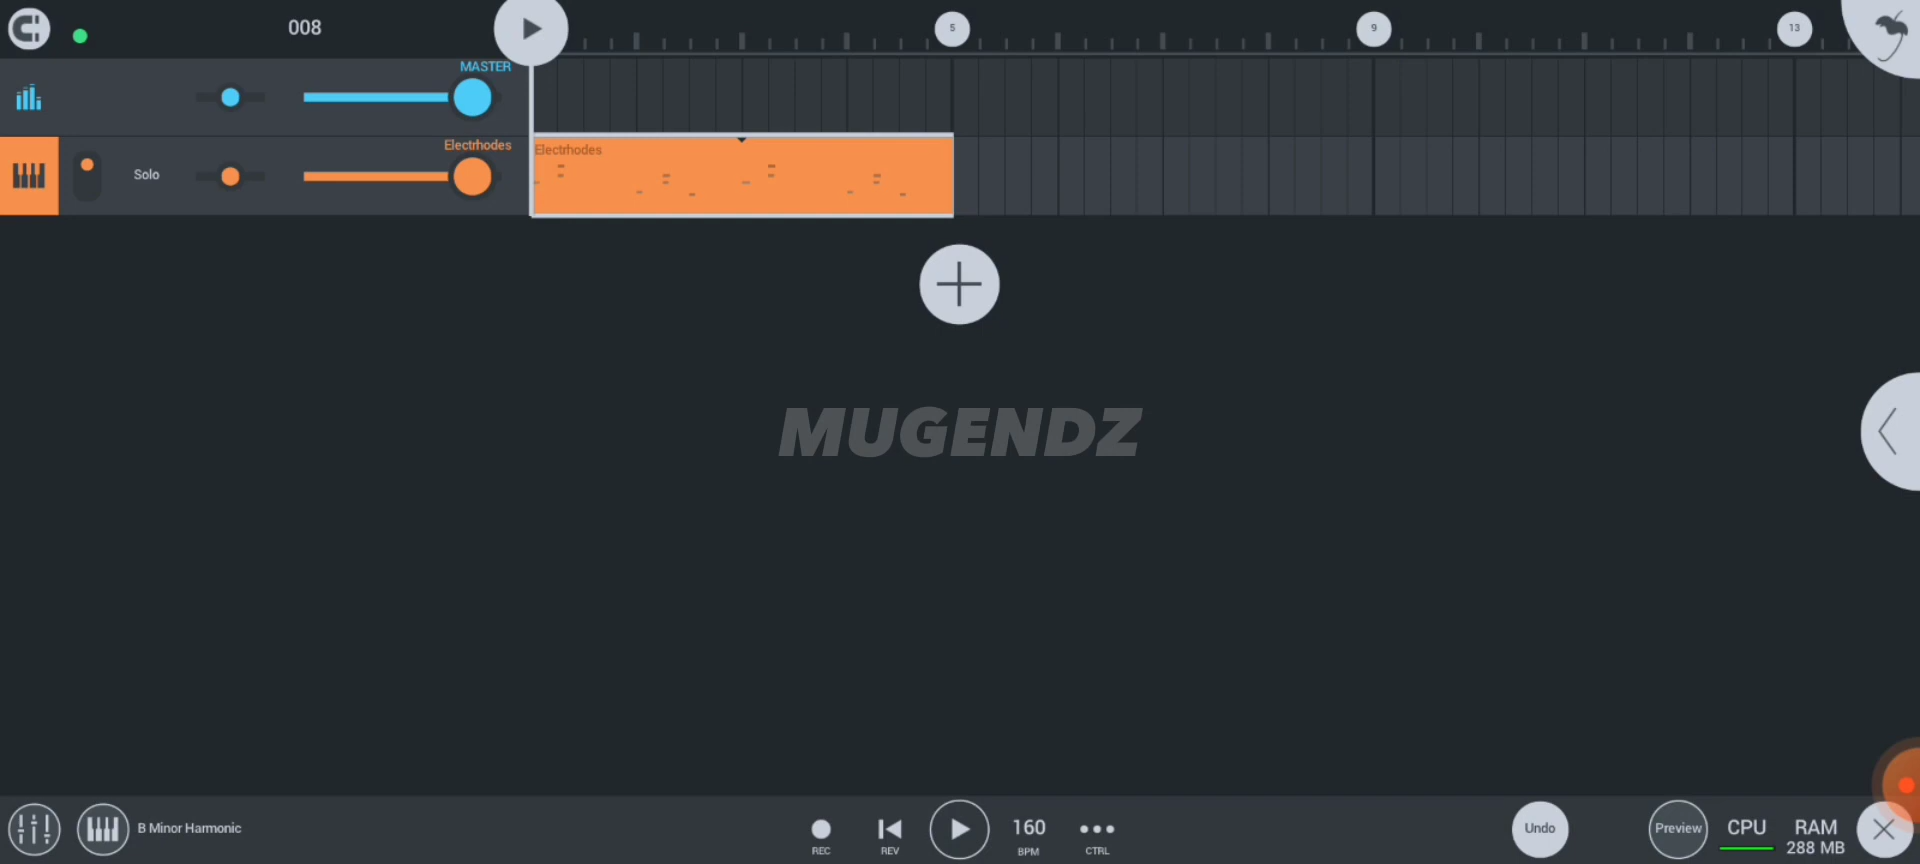 008
5
9
13
MASTER
Electrhodes
Solo
Electrhodes
MUGENDZ
B Minor Harmonic
REC
REV
160
BPM
CTRL
Undo
Preview
CPU
RAM
288 MB